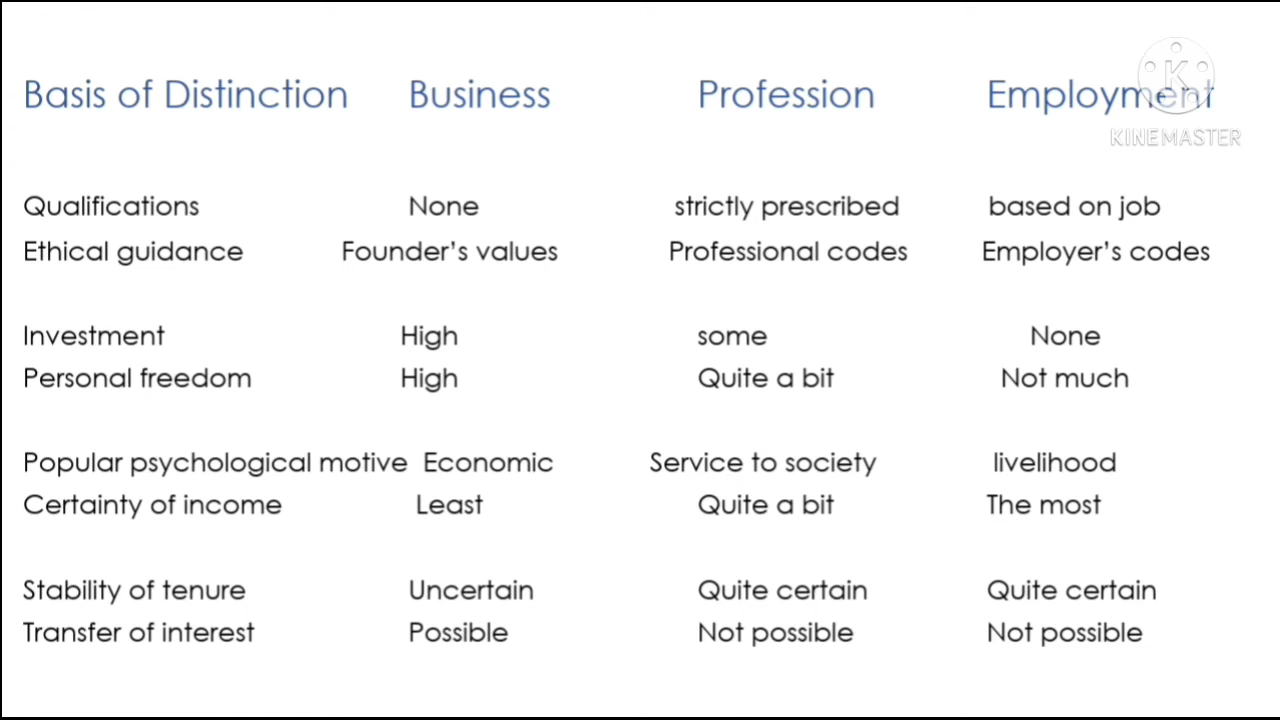 Basis of Distinction Business Profession Employment
K
KINEMASTER
Qualifications None strictly prescribed based on job
Ethical guidance Founder’s values Professional codes Employer’s codes
Investment High some None
Personal freedom High Quite a bit Not much
Popular psychological motive Economic Service to society livelihood
Certainty of income Least Quite a bit The most
Stability of tenure Uncertain Quite certain Quite certain
Transfer of interest Possible Not possible Not possible